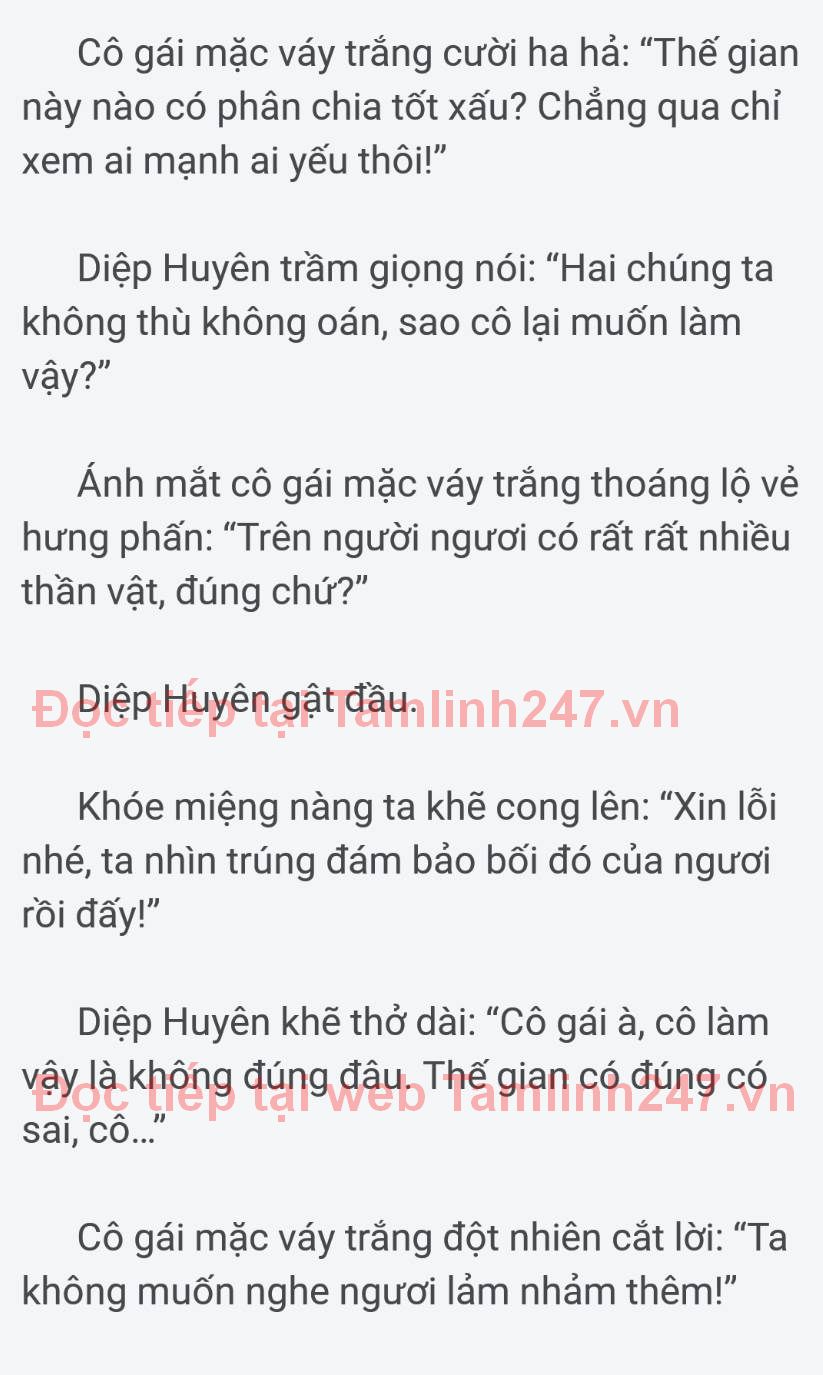 Cô gái mặc váy trắng cười ha hả: “Thế gian
này nào có phân chia tốt xấu? Chẳng qua chỉ
xem ai mạnh ai yếu thôi!”
Diệp Huyên trầm giọng nói: “Hai chúng ta
không thù không oán, sao cô lại muốn làm
vậy?”
Ánh mắt cô gái mặc váy trắng thoáng lộ vẻ
hưng phấn: “Trên người ngươi có rất rất nhiều
thần vật, đúng chứ?”
Diệp Huyên gật đầu.
Đọc tiếp tại Tamlinh247.vn
Khóe miệng nàng ta khẽ cong lên: “Xin lỗi
nhé, ta nhìn trúng đám bảo bối đó của ngươi
rồi đấy!”
Diệp Huyên khẽ thở dài: “Cô gái à, cô làm
vậy là không đúng đâu. Thế gian có đúng có
Đọc tiếp tại web Tamlinh247.vn
sai, cô...”
Cô gái mặc váy trắng đột nhiên cắt lời: “Ta
không muốn nghe ngươi lảm nhảm thêm!”